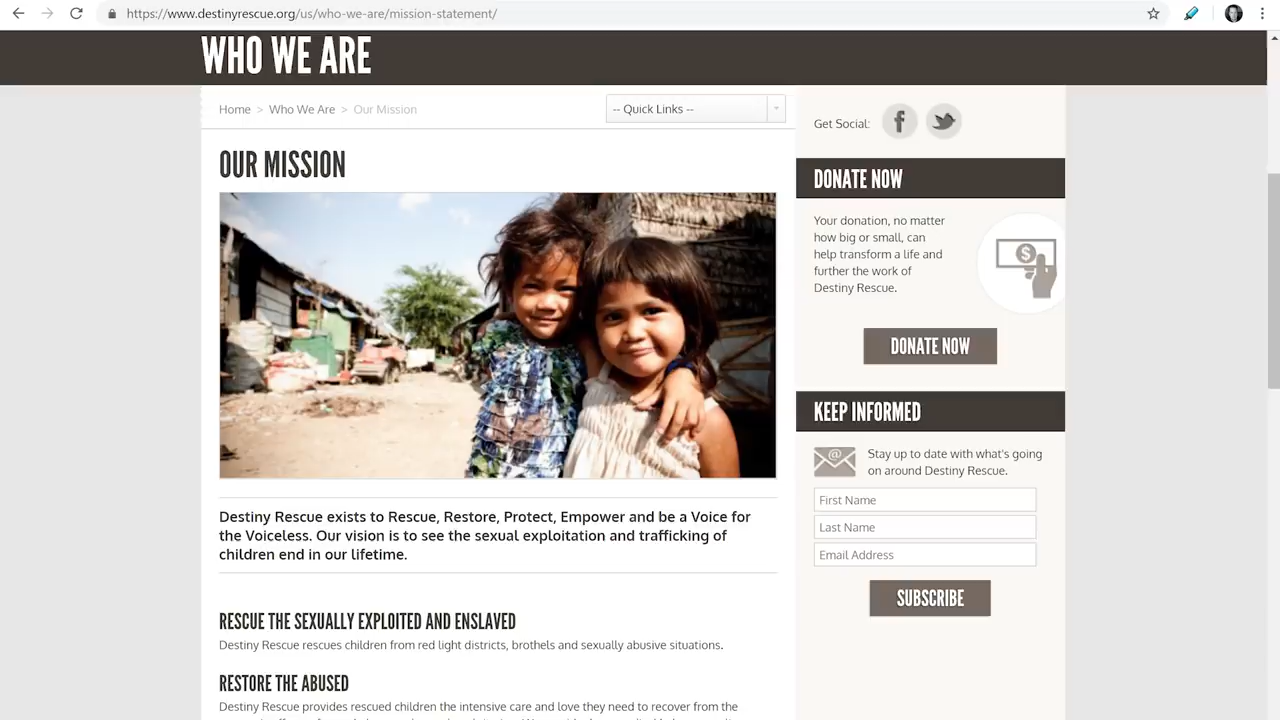 https://www.destinyrescue.org/us/who-we-are/mission-statement/
WHO WE ARE
Home > Who We Are > Our Mission
-- Quick Links --
OUR MISSION
Destiny Rescue exists to Rescue, Restore, Protect, Empower and be a Voice for
the Voiceless. Our vision is to see the sexual exploitation and trafficking of
children end in our lifetime.
RESCUE THE SEXUALLY EXPLOITED AND ENSLAVED
Destiny Rescue rescues children from red light districts, brothels and sexually abusive situations.
RESTORE THE ABUSED
Destiny Rescue provides rescued children the intensive care and love they need to recover from the
Get Social:
DONATE NOW
Your donation, no matter
how big or small, can
help transform a life and
further the work of
Destiny Rescue.
$
DONATE NOW
KEEP INFORMED
@
Stay up to date with what's going
on around Destiny Rescue.
First Name
Last Name
Email Address
SUBSCRIBE